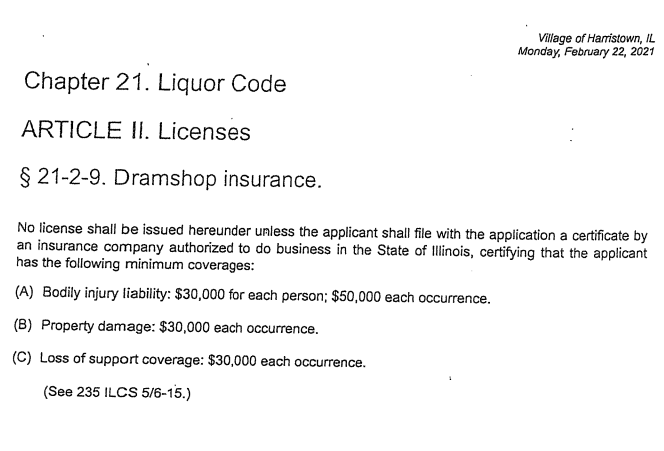 Village of Harristown, IL
Monday, February 22, 2021
Chapter 21. Liquor Code
ARTICLE II. Licenses
§ 21-2-9. Dramshop insurance.
No license shall be issued hereunder unless the applicant shall file with the application a certificate by
an insurance company authorized to do business in the State of Illinois, certifying that the applicant
has the following minimum coverages:
(A) Bodily injury liability: $30,000 for each person; $50,000 each occurrence.
(B) Property damage: $30,000 each occurrence.
(C) Loss of support coverage: $30,000 each occurrence.
(See 235 ILCS 5/6-15.)